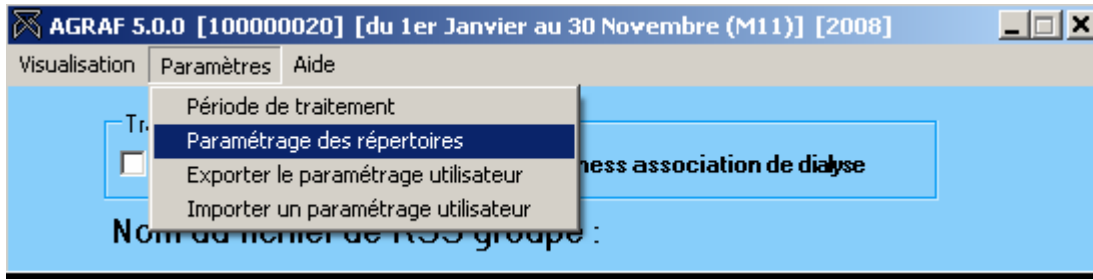 AGRAF 5.0.0 [100000020] [du 1er Janvier au 30 Novembre (M11)] [2008]
Visualisation Paramètres Aide
Période de traitement
Paramétrage des répertoires
Exporter le paramétrage utilisateur
Importer un paramétrage utilisateur
association de dialyse
Nom du fichier de RSS groupé :